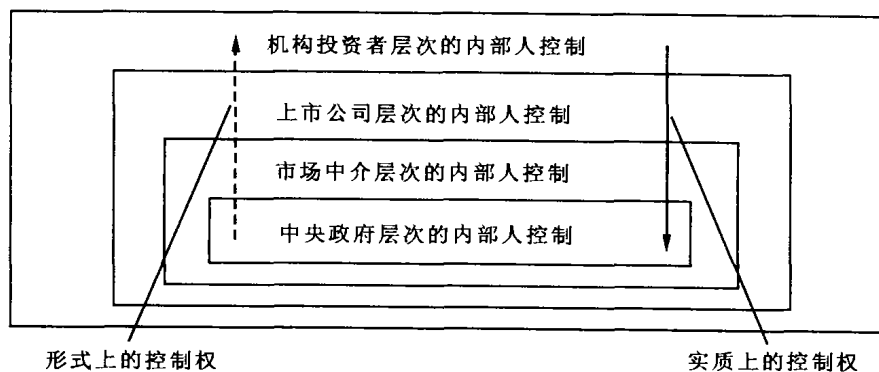 机构投资者层次的内部人控制
上市公司层次的内部人控制
市场中介层次的内部人控制
中央政府层次的内部人控制
形式上的控制权
实质上的控制权